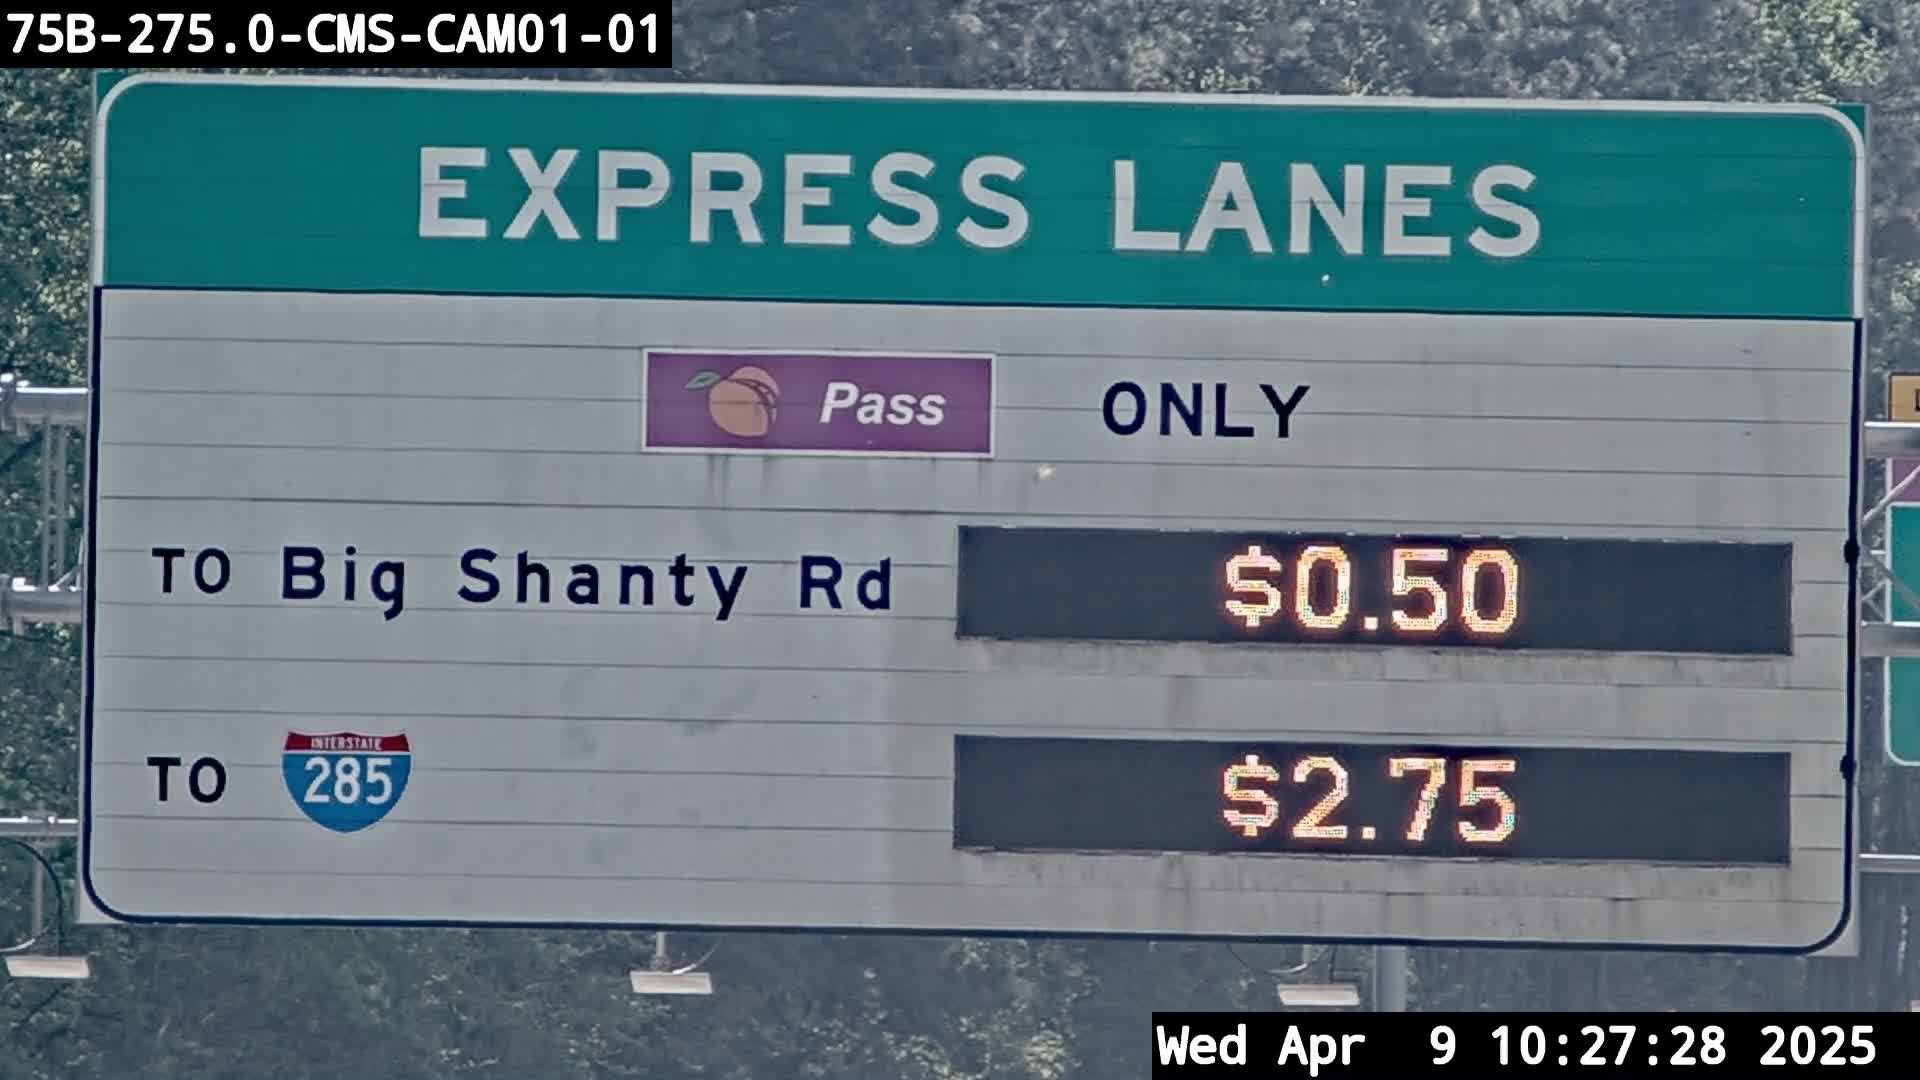 75B-275.0-CMS-CAM01-01
EXPRESS LANES
Pass ONLY
TO Big Shanty Rd $0.50
TO INTERSTATE 285 $2.75
Wed Apr 9 10:27:28 2025